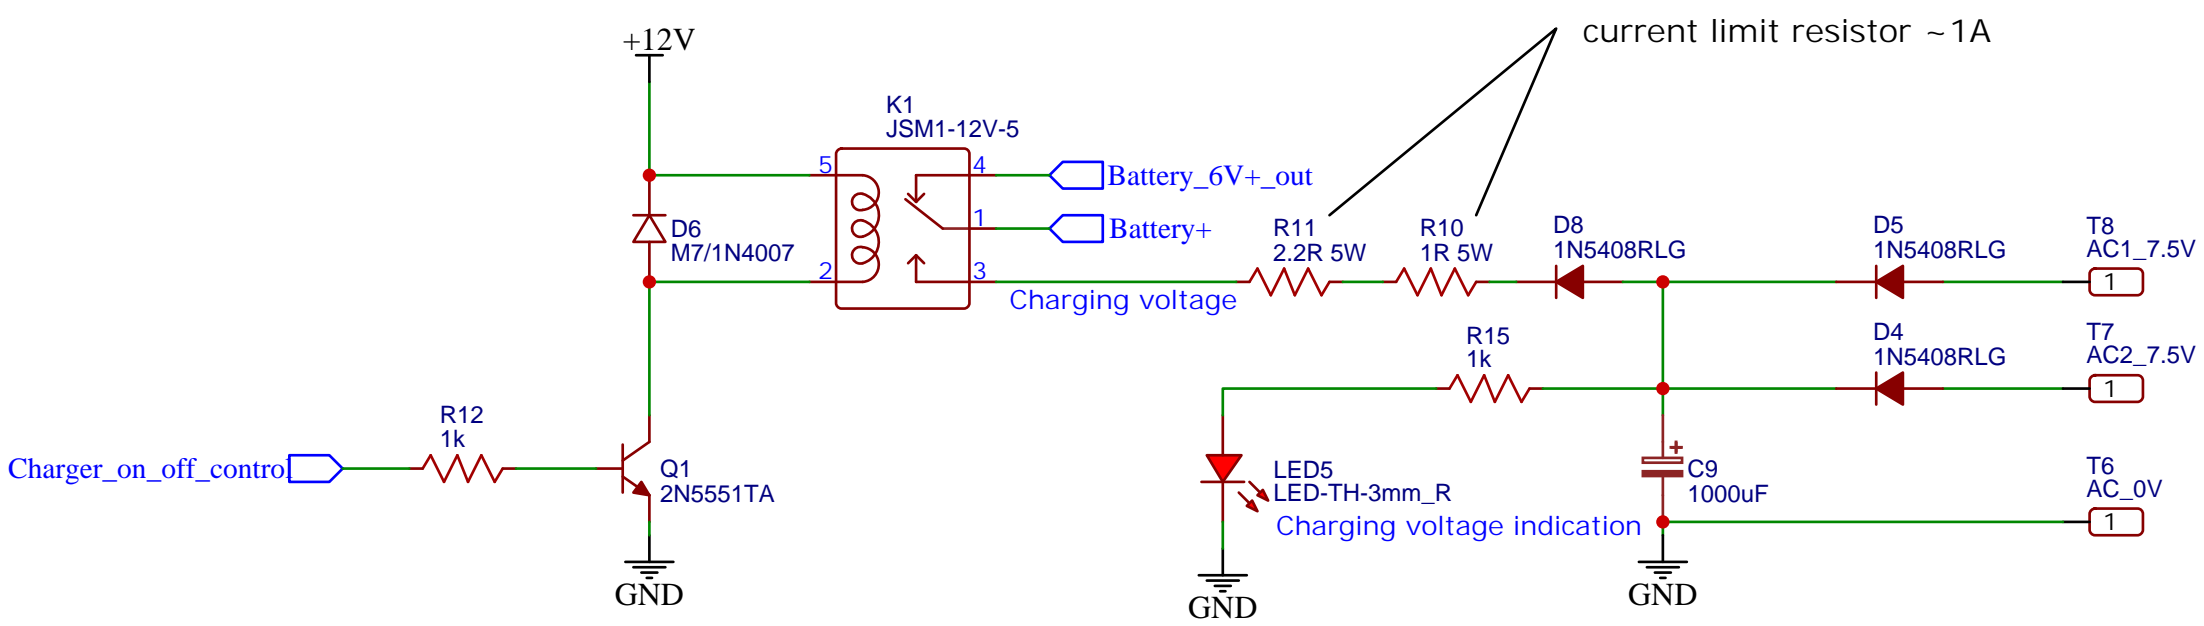 current limit resistor ~1A
+12V
K1
JSM1-12V-5
5
4
Battery_6V+_out
1
Battery+
2
3
Charging voltage
D6
M7/1N4007
R11
2.2R 5W
R10
1R 5W
D8
1N5408RLG
D5
1N5408RLG
T8
AC1_7.5V
1
R15
1k
D4
1N5408RLG
T7
AC2_7.5V
1
R12
1k
Charger_on_off_control
Q1
2N5551TA
GND
LED5
LED-TH-3mm_R
Charging voltage indication
GND
+
C9
1000uF
GND
T6
AC_0V
1